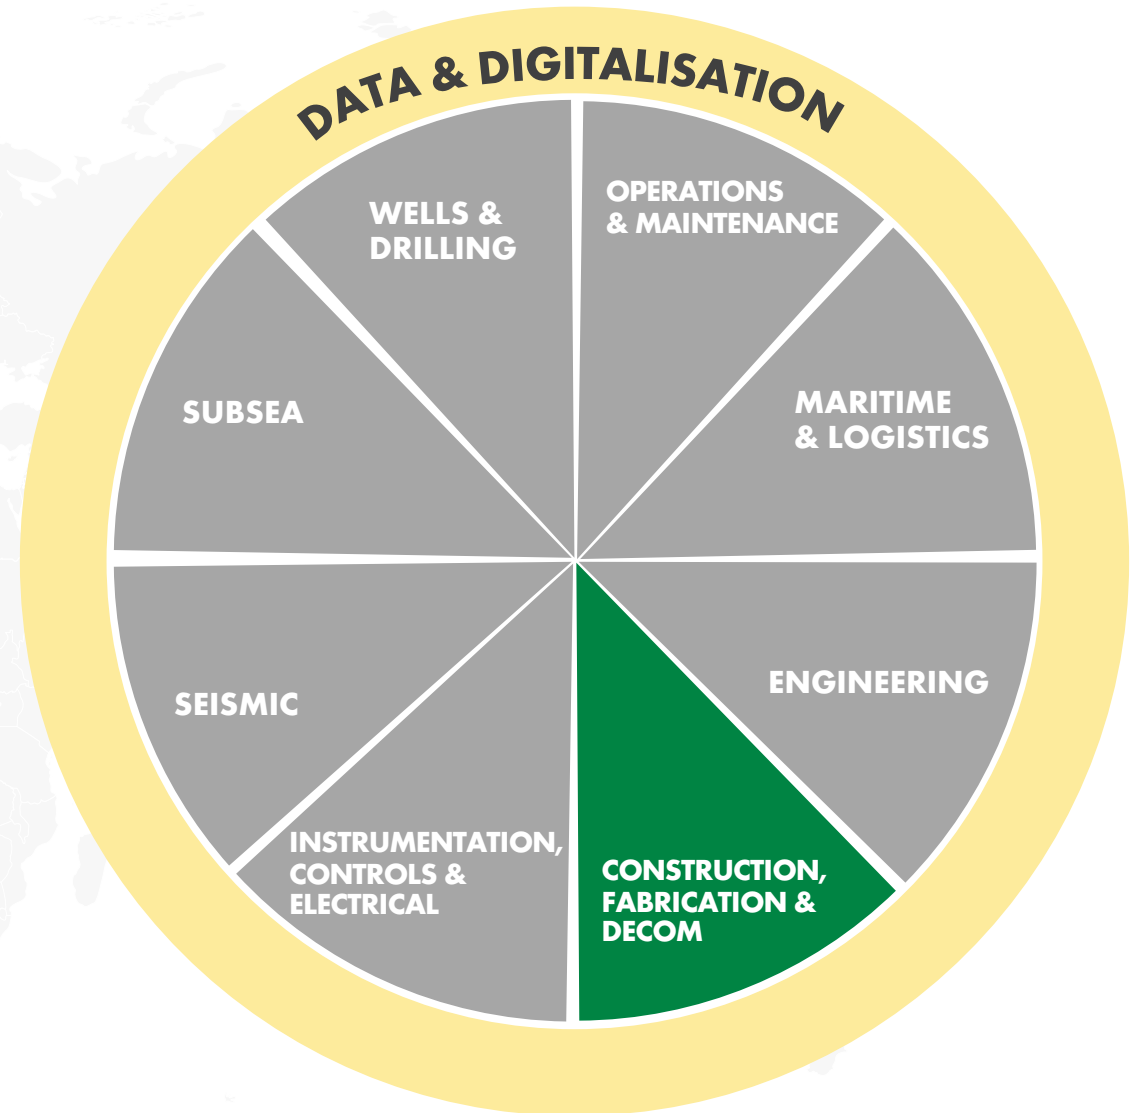 DATA & DIGITALISATION
WELLS &
DRILLING
OPERATIONS
& MAINTENANCE
SUBSEA
MARITIME
& LOGISTICS
SEISMIC
ENGINEERING
INSTRUMENTATION,
CONTROLS &
ELECTRICAL
CONSTRUCTION,
FABRICATION &
DECOM